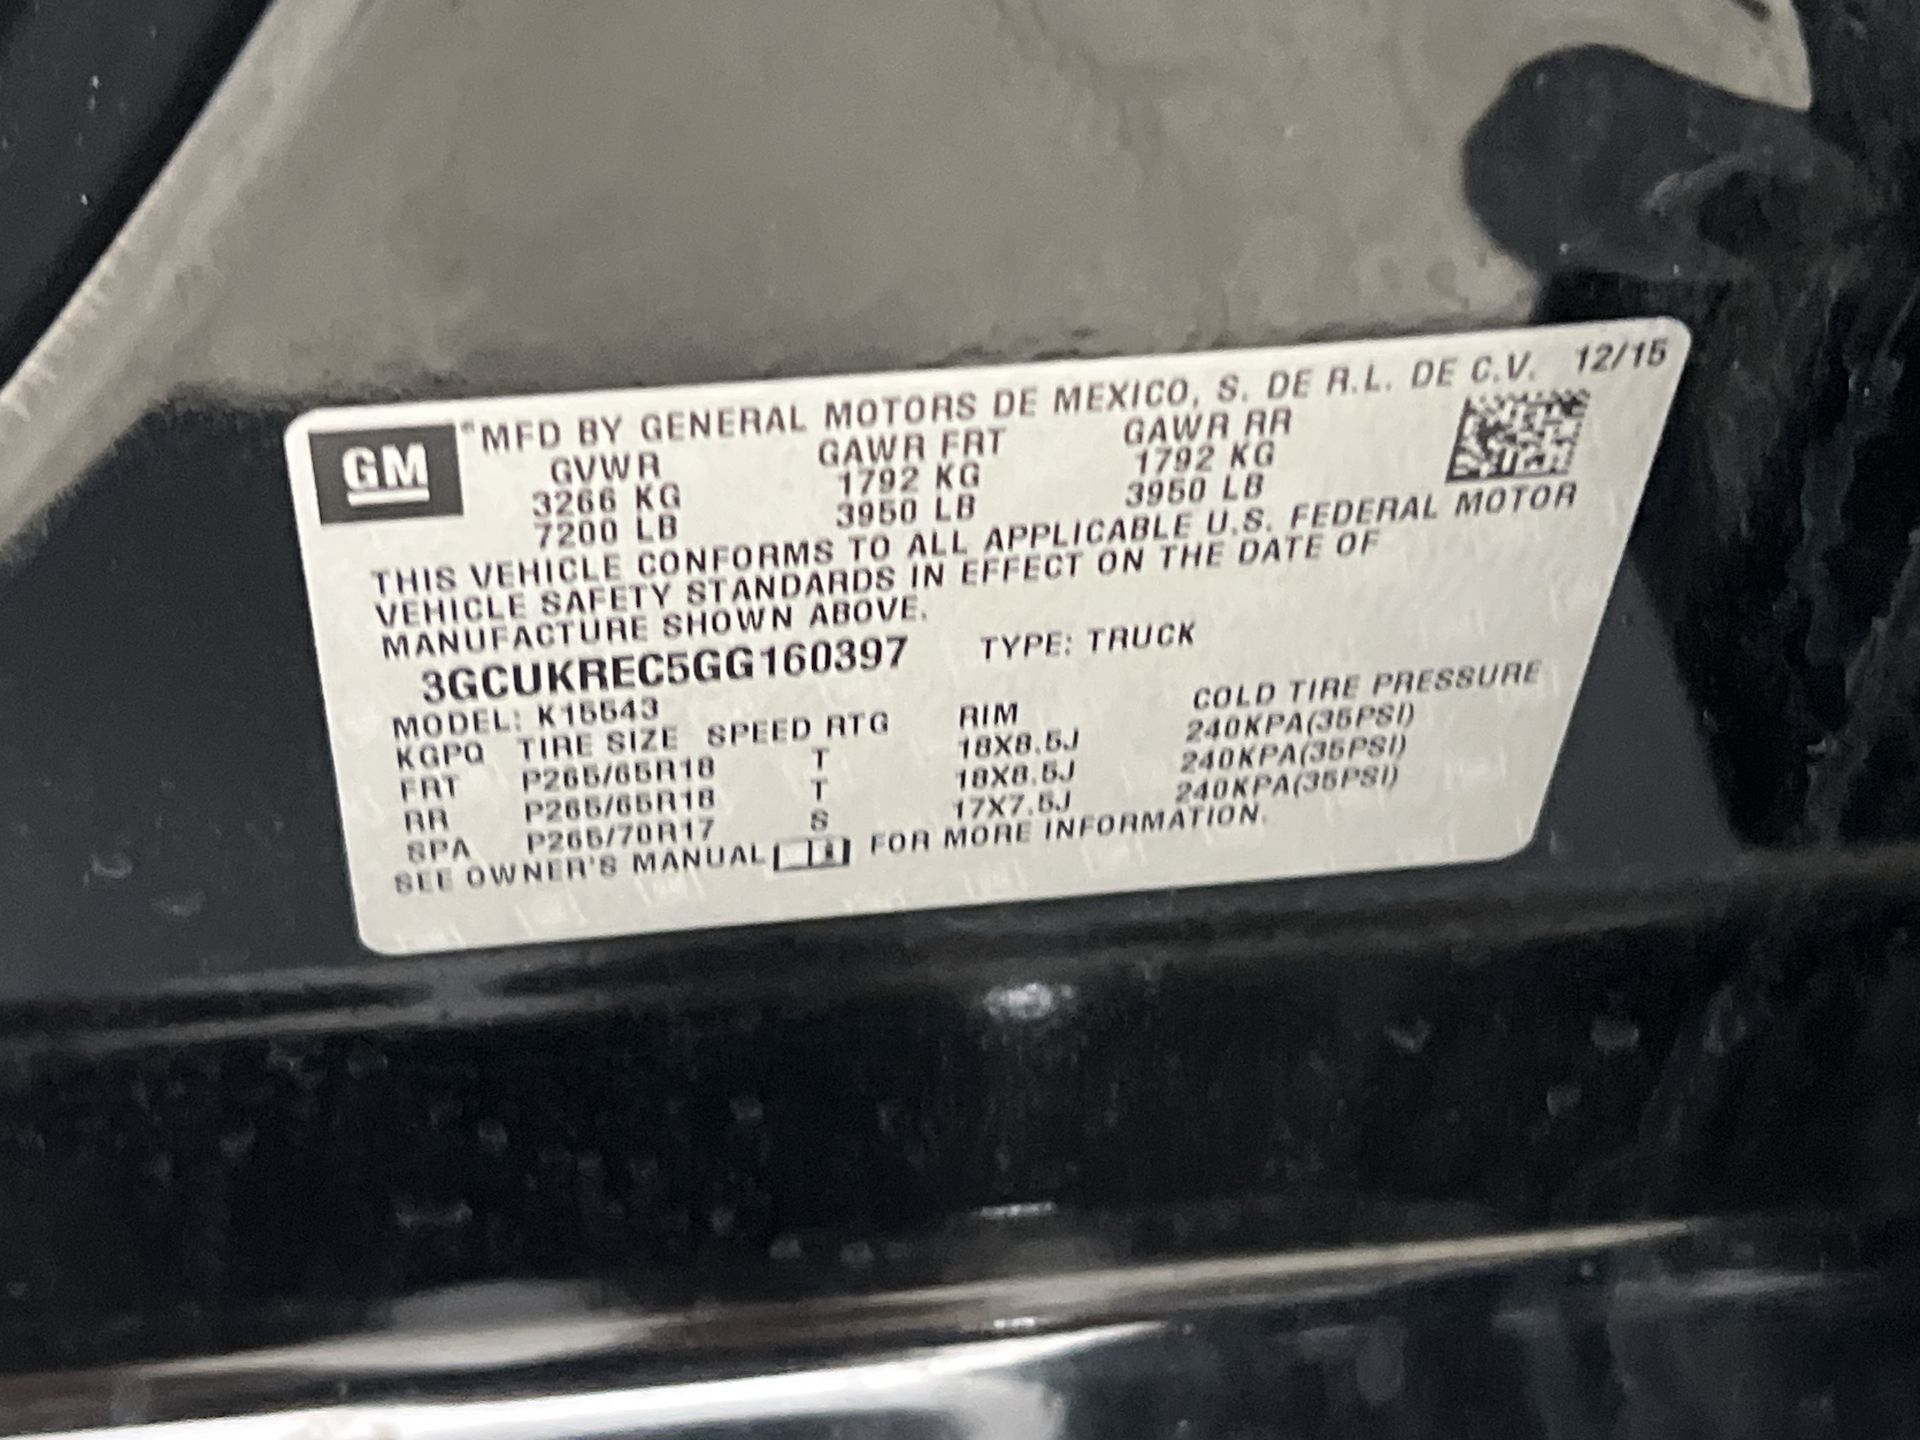 GM
"MFD BY GENERAL MOTORS DE MEXICO, S. DE R.L. DE C.V. 12/15
GVWR GAWR FRT GAWR RR
3266 KG 1792 KG 1792 KG
7200 LB 3950 LB 3950 LB
THIS VEHICLE CONFORMS TO ALL APPLICABLE U.S. FEDERAL MOTOR
VEHICLE SAFETY STANDARDS IN EFFECT ON THE DATE OF
MANUFACTURE SHOWN ABOVE.
3GCUKREC5GG160397 TYPE: TRUCK
MODEL: K15543
KGPQ TIRE SIZE SPEED RTG RIM COLD TIRE PRESSURE
FRT P265/65R18 T 18X8.5J 240KPA(35PSI)
RR P265/65R18 T 18X8.5J 240KPA(35PSI)
SPA P265/70R17 S 17X7.5J 240KPA(35PSI)
SEE OWNER'S MANUAL FOR MORE INFORMATION.